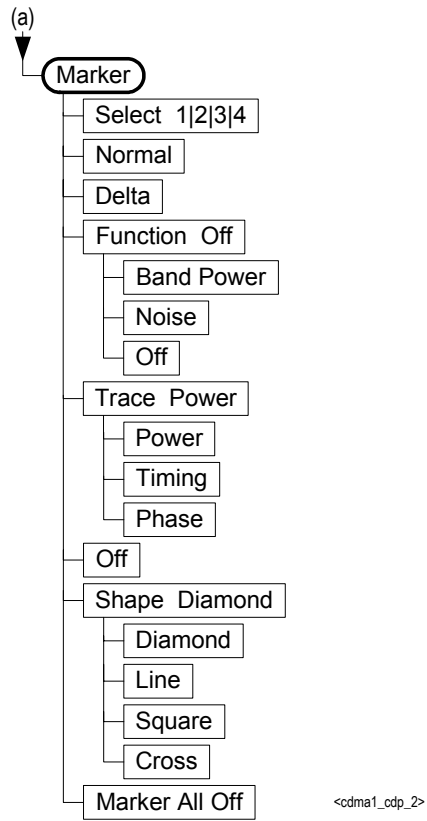 (a)
Marker
Select 1|2|3|4
Normal
Delta
Function Off
Band Power
Noise
Off
Trace Power
Power
Timing
Phase
Off
Shape Diamond
Diamond
Line
Square
Cross
Marker All Off
<cdma1_cdp_2>